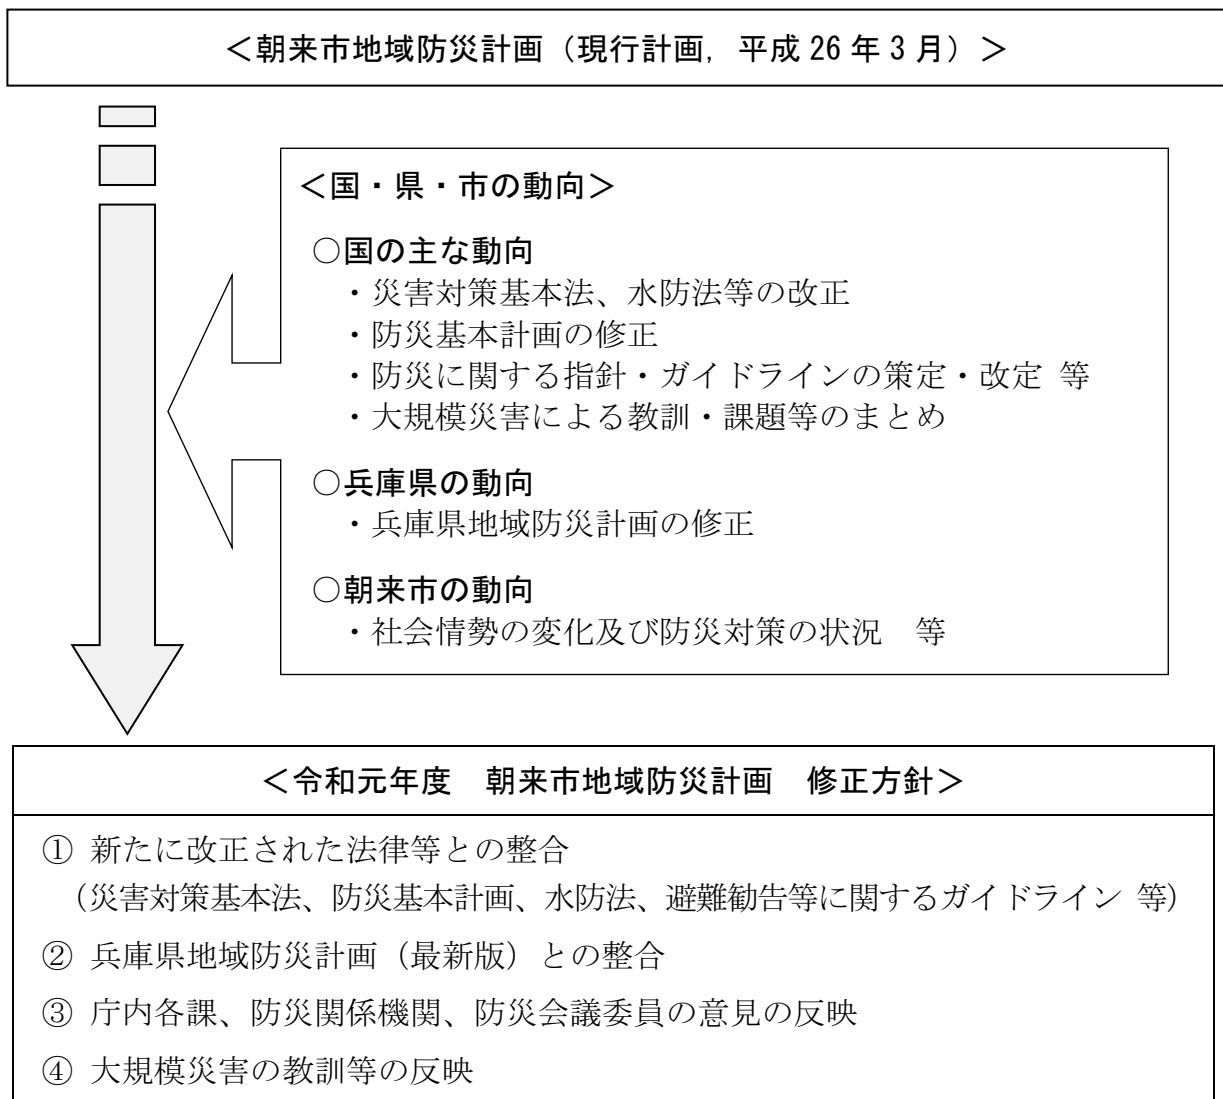 ＜朝来市地域防災計画（現行計画，平成 26 年 3 月）＞
＜国・県・市の動向＞
○国の主な動向
・災害対策基本法、水防法等の改正
・防災基本計画の修正
・防災に関する指針・ガイドラインの策定・改定 等
・大規模災害による教訓・課題等のまとめ
○兵庫県の動向
・兵庫県地域防災計画の修正
○朝来市の動向
・社会情勢の変化及び防災対策の状況　等
＜令和元年度　朝来市地域防災計画　修正方針＞
① 新たに改正された法律等との整合
（災害対策基本法、防災基本計画、水防法、避難勧告等に関するガイドライン 等）
② 兵庫県地域防災計画（最新版）との整合
③ 庁内各課、防災関係機関、防災会議委員の意見の反映
④ 大規模災害の教訓等の反映